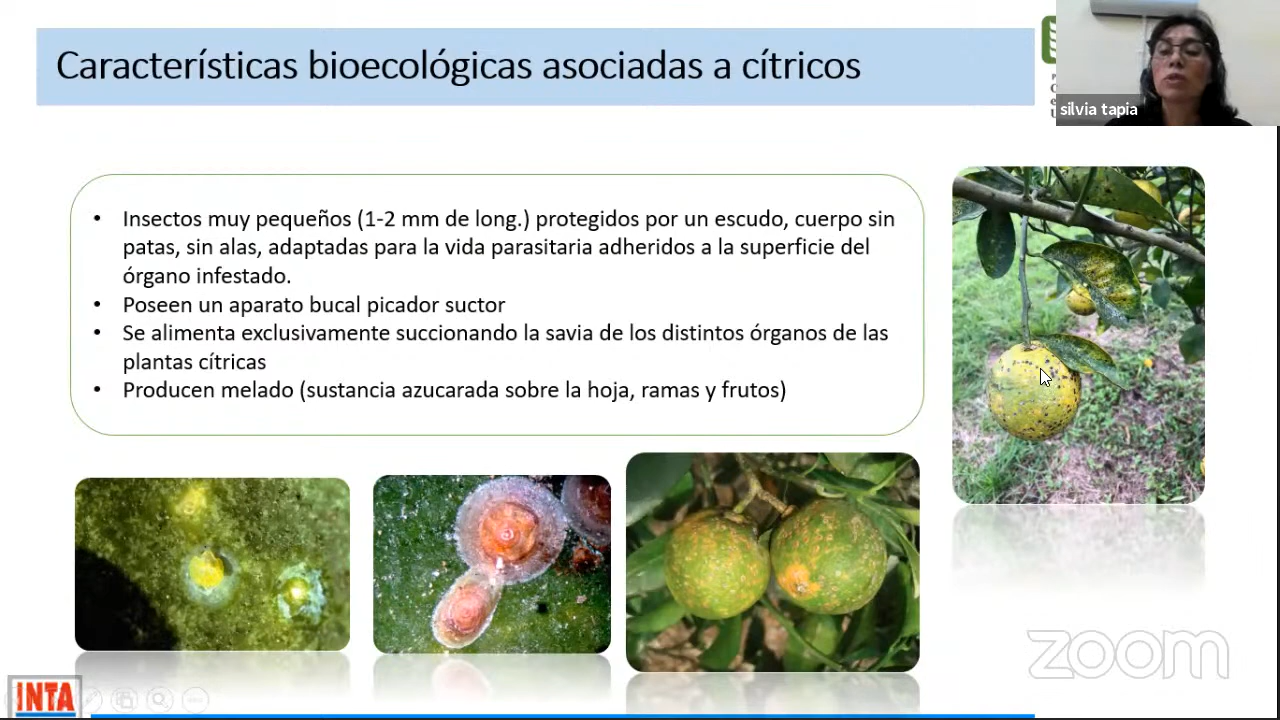 Características bioecológicas asociadas a cítricos
silvia tapia
• Insectos muy pequeños (1-2 mm de long.) protegidos por un escudo, cuerpo sin
patas, sin alas, adaptadas para la vida parasitaria adheridos a la superficie del
órgano infestado.
• Poseen un aparato bucal picador suctor
• Se alimenta exclusivamente succionando la savia de los distintos órganos de las
plantas cítricas
• Producen melado (sustancia azucarada sobre la hoja, ramas y frutos)
zoom
INTA